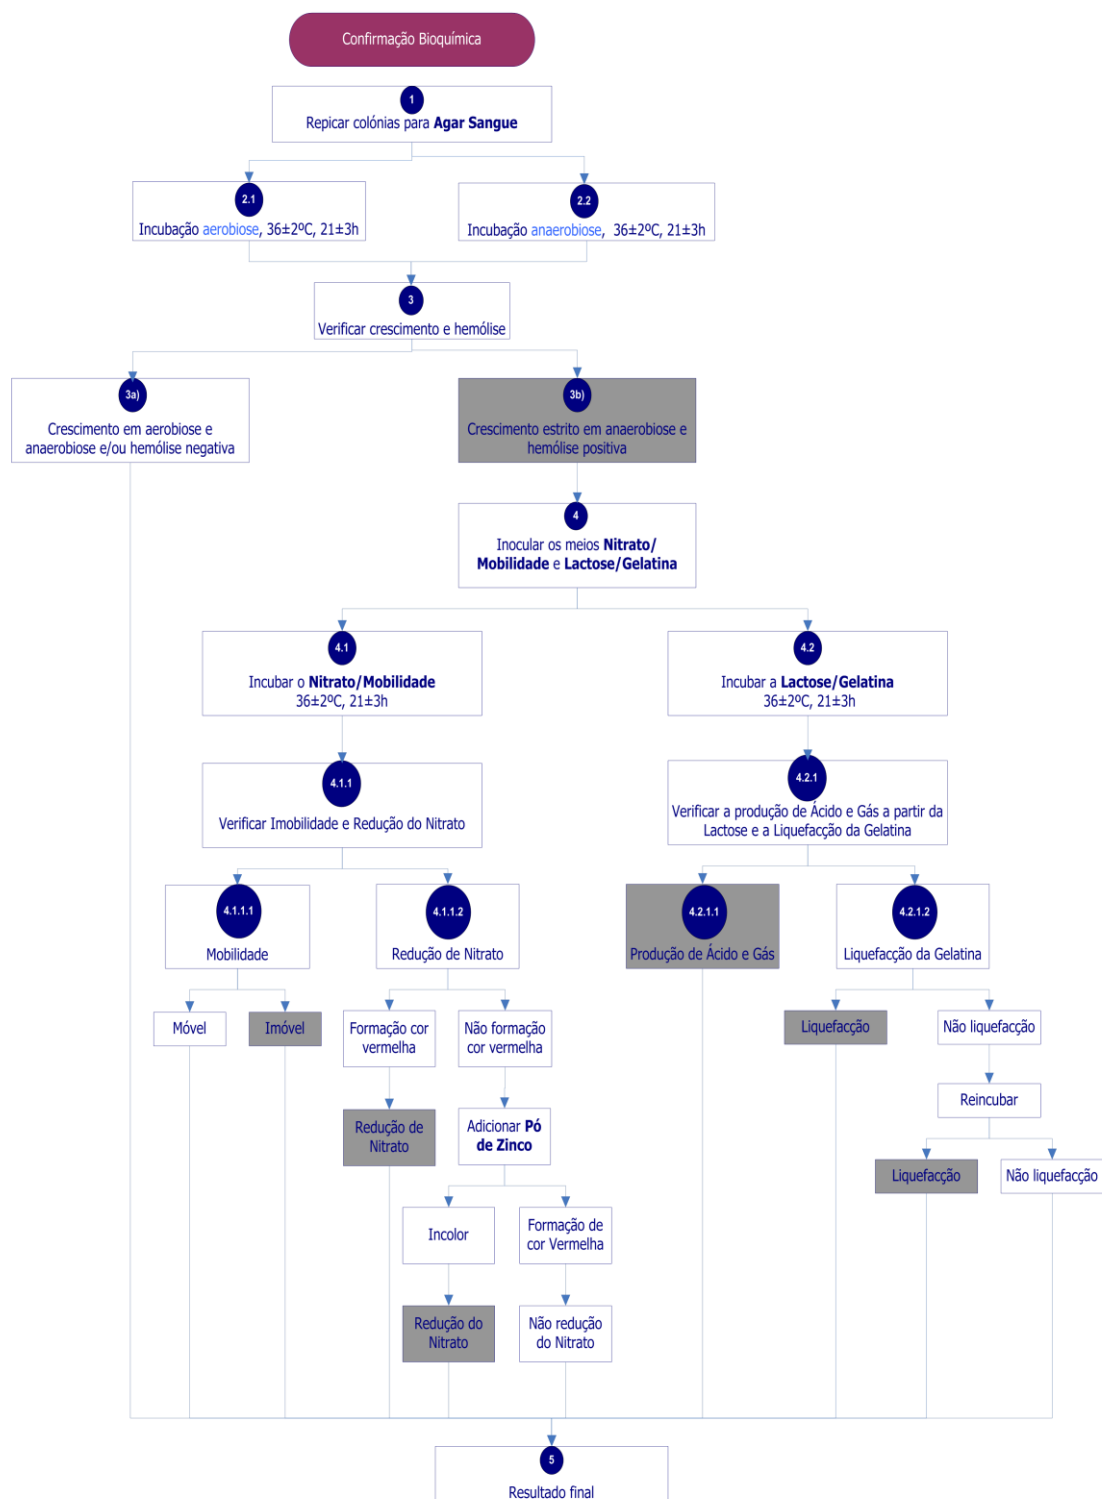 Confirmação Bioquímica
1
Repicar colónias para Agar Sangue
2.1
Incubação aerobiose, 36±2ºC, 21±3h
2.2
Incubação anaerobiose, 36±2ºC, 21±3h
3
Verificar crescimento e hemólise
3a)
Crescimento em aerobiose e
anaerobiose e/ou hemólise negativa
3b)
Crescimento estrito em anaerobiose e
hemólise positiva
4
Inocular os meios Nitrato/
Mobilidade e Lactose/Gelatina
4.1
Incubar o Nitrato/Mobilidade
36±2ºC, 21±3h
4.2
Incubar a Lactose/Gelatina
36±2ºC, 21±3h
4.1.1
Verificar Imobilidade e Redução do Nitrato
4.2.1
Verificar a produção de Ácido e Gás a partir da
Lactose e a Liquefacção da Gelatina
4.1.1.1
Mobilidade
4.1.1.2
Redução de Nitrato
4.2.1.1
Produção de Ácido e Gás
4.2.1.2
Liquefacção da Gelatina
Móvel
Imóvel
Formação cor
vermelha
Não formação
cor vermelha
Liquefacção
Não liquefacção
Reincubar
Redução de
Nitrato
Adicionar Pó
de Zinco
Liquefacção
Não liquefacção
Incolor
Formação de
cor Vermelha
Redução do
Nitrato
Não redução
do Nitrato
5
Resultado final